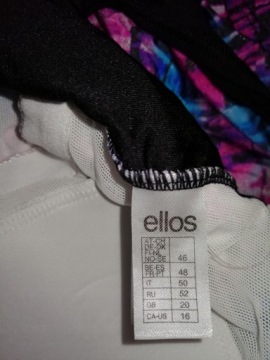 ellos
AT-CH
DE-DK
FI-NL
NO-SE 46
BE-ES
FR-PT 48
IT 50
RU 52
GB 20
CA-US 16